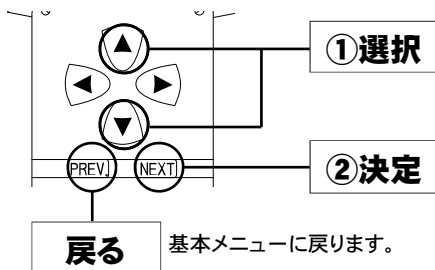 ①選択
PREV.
NEXT
②決定
戻る
基本メニューに戻ります。